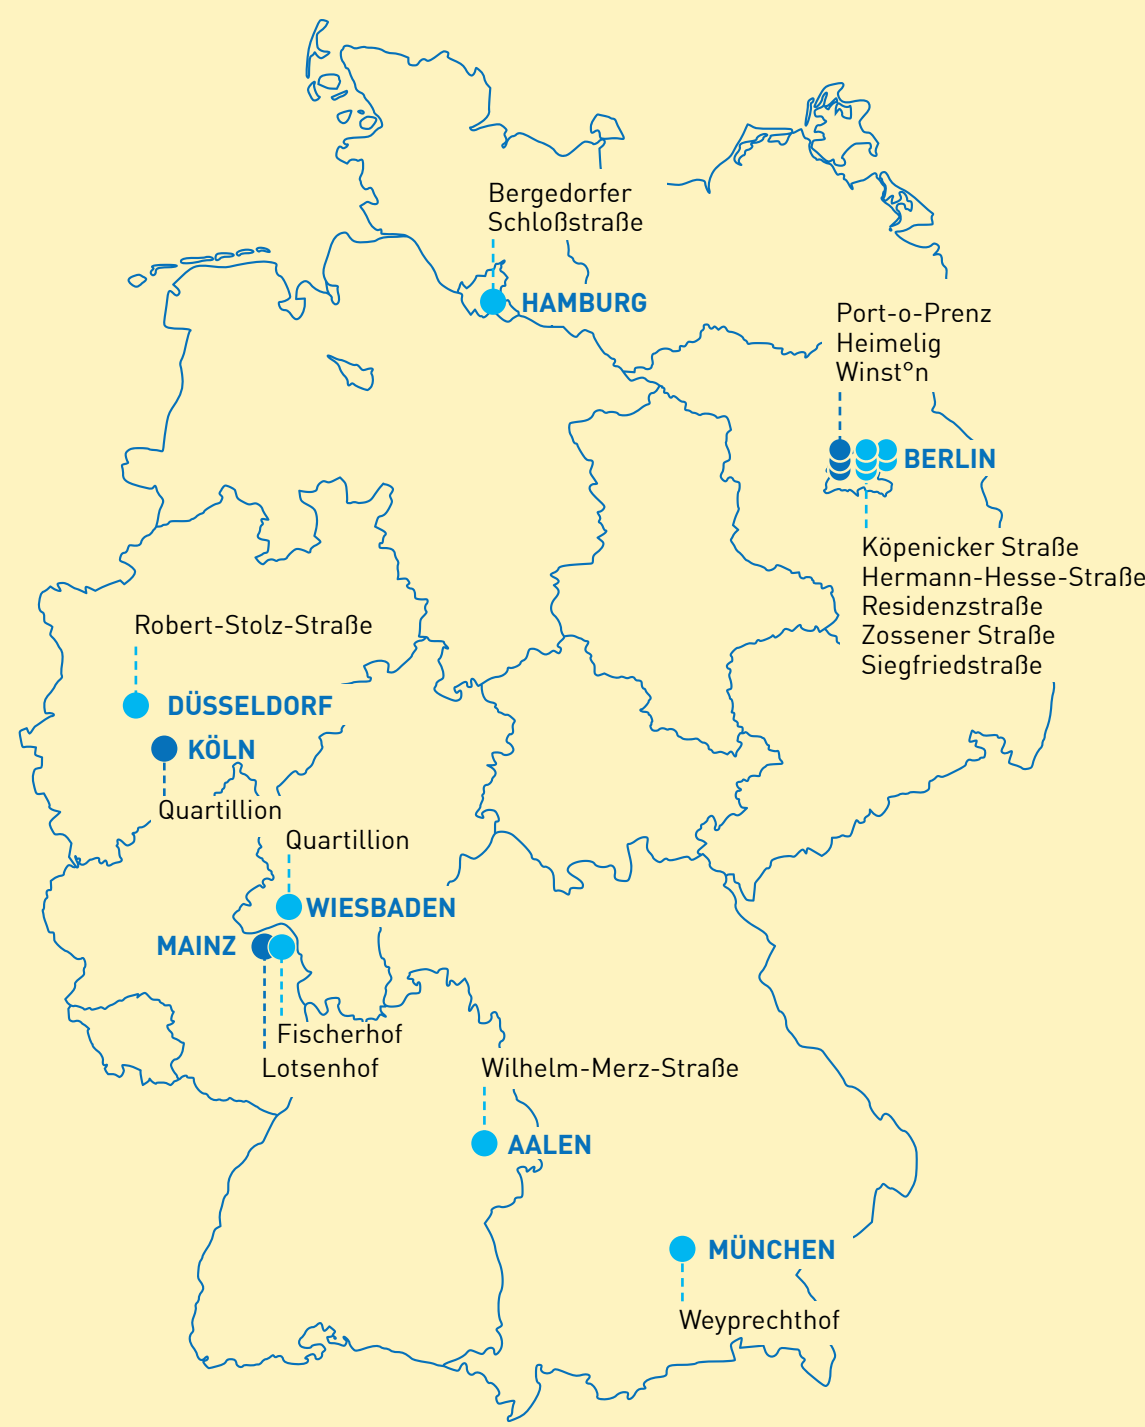 Bergedorfer
Schloßstraße
HAMBURG
Port-o-Prenz
Heimelig
Winst°n
BERLIN
Köpenicker Straße
Hermann-Hesse-Straße
Residenzstraße
Zossener Straße
Siegfriedstraße
Robert-Stolz-Straße
DÜSSELDORF
KÖLN
Quartillion
Quartillion
WIESBADEN
MAINZ
Fischerhof
Lotsenhof
Wilhelm-Merz-Straße
AALEN
MÜNCHEN
Weyprechthof